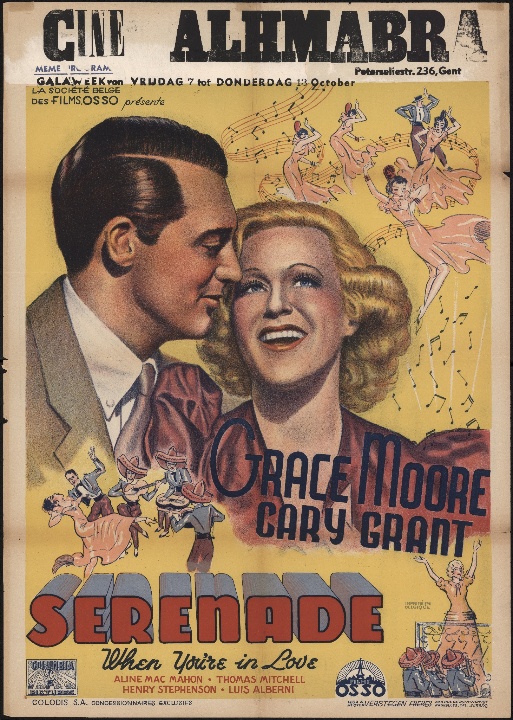 CINE ALHMABRA
MEME PROGRAM
Peterseliestr. 236, Gent
GALAWEEK van VRIJDAG 7 tot DONDERDAG 13 October
LA SOCIÉTÉ BELGE
DES FILMS OSSO présente
GRACE MOORE
CARY GRANT
SERENADE
When You're in Love
ALINE MAC MAHON • THOMAS MITCHELL
HENRY STEPHENSON • LUIS ALBERNI
COLUMBIA
OSSO
COLODIS S.A. CONCESSIONNAIRES EXCLUSIFS
VERSTEGEN FRERES